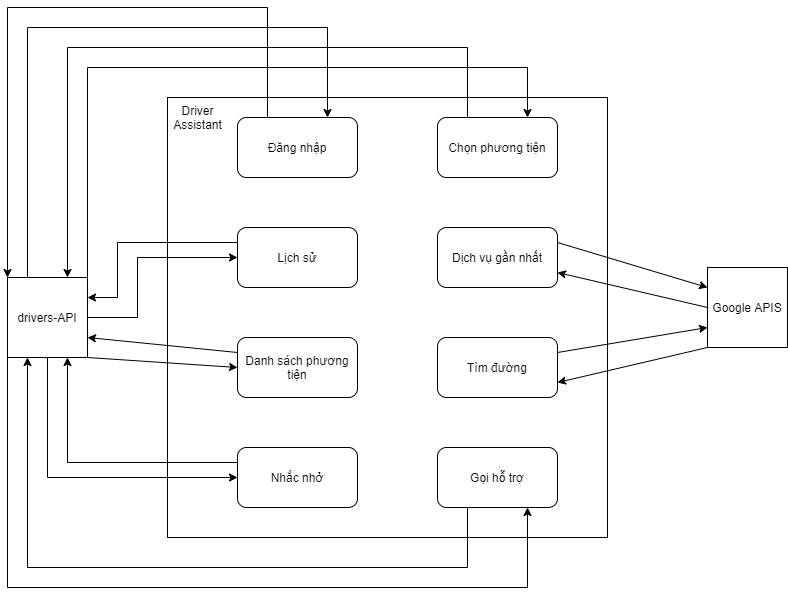 Driver
Assistant
Đăng nhập
Chọn phương tiện
Lịch sử
Dịch vụ gần nhất
drivers-API
Google APIS
Danh sách phương
tiện
Tìm đường
Nhắc nhở
Gọi hỗ trợ